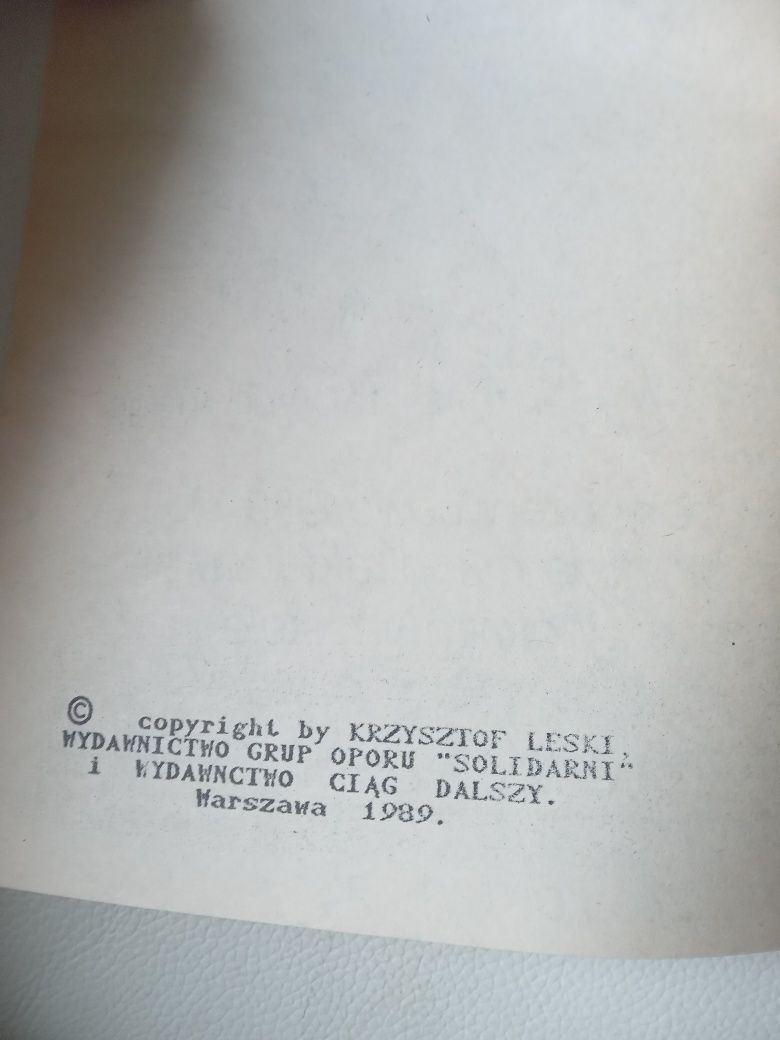 © copyright by KRZYSZTOF LESKI,
WYDAWNICTWO GRUP OPORU "SOLIDARNI"
i WYDAWNCTWO CIĄG DALSZY.
Warszawa 1989.